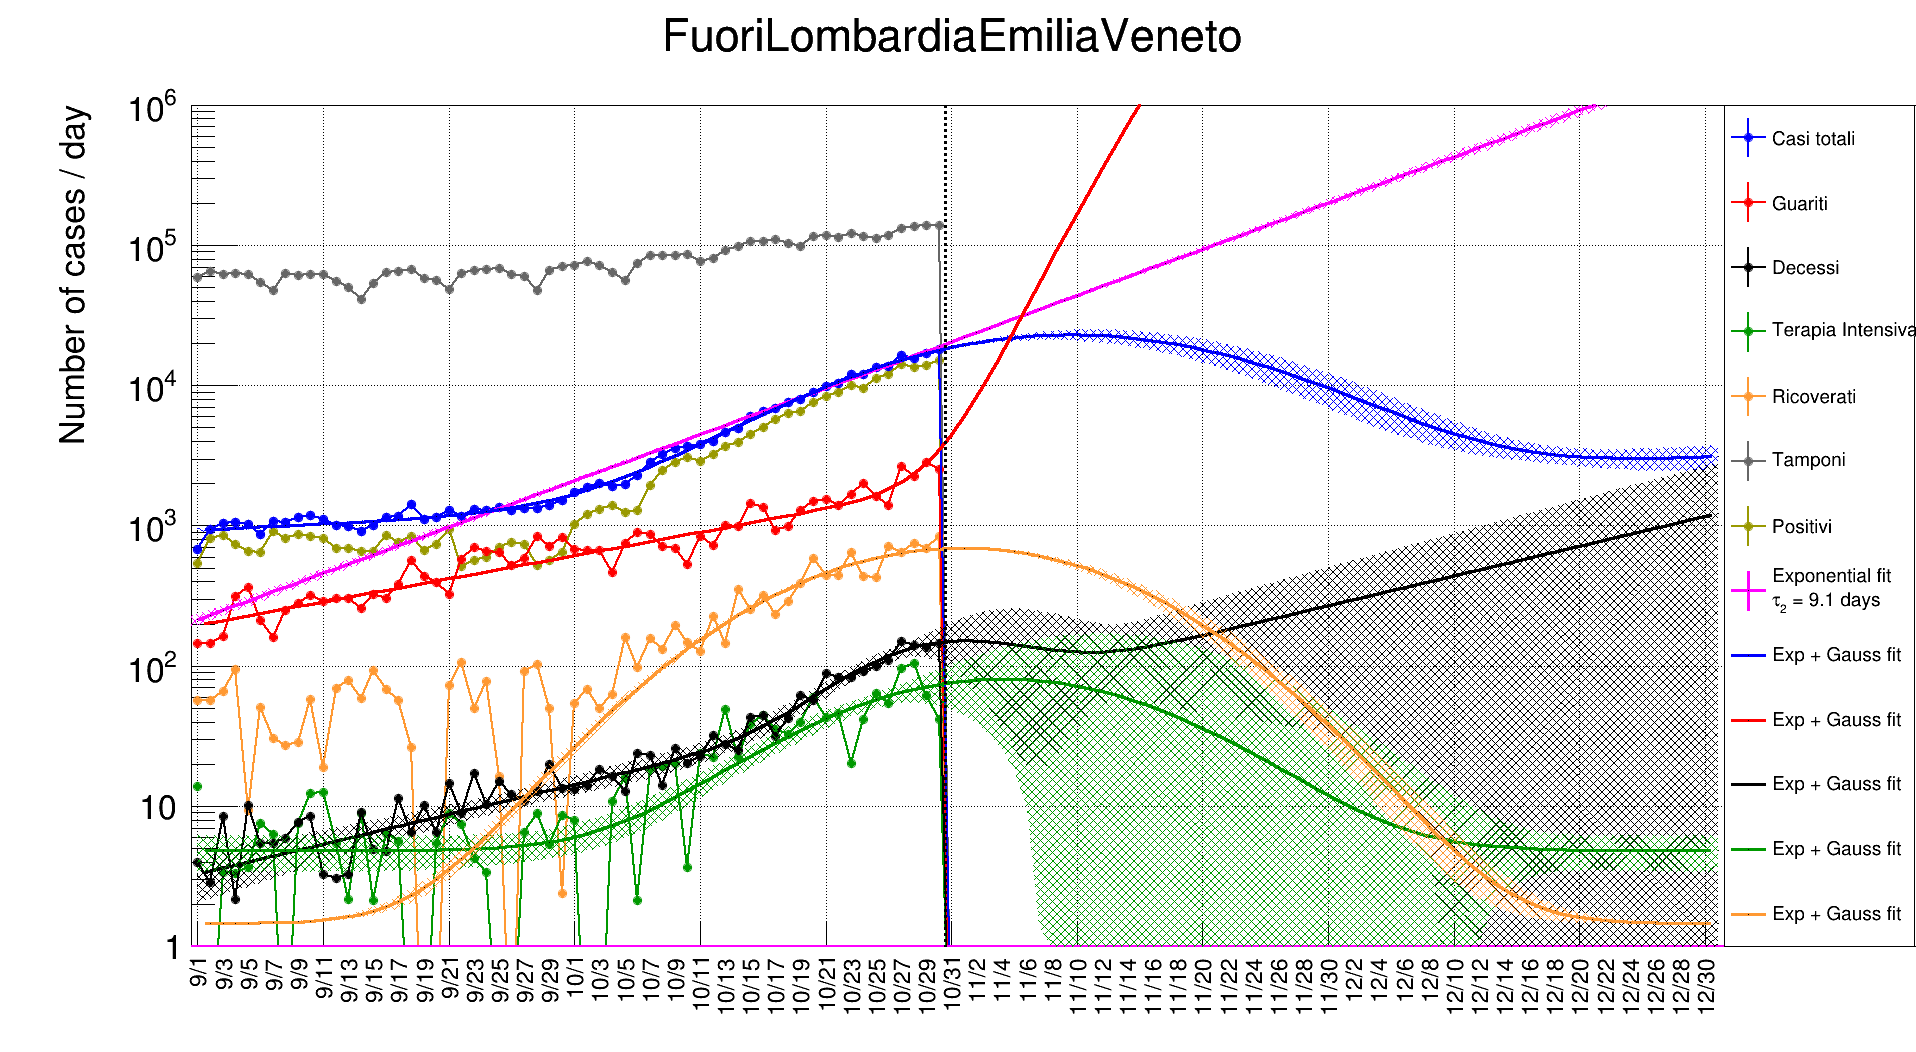 FuoriLombardiaEmiliaVeneto
Number of cases / day
10^6
10^5
10^4
10^3
10^2
10
1
9/1 9/3 9/5 9/7 9/9 9/11 9/13 9/15 9/17 9/19 9/21 9/23 9/25 9/27 9/29 10/1 10/3 10/5 10/7 10/9 10/11 10/13 10/15 10/17 10/19 10/21 10/23 10/25 10/27 10/29 10/31 11/2 11/4 11/6 11/8 11/10 11/12 11/14 11/16 11/18 11/20 11/22 11/24 11/26 11/28 11/30 12/2 12/4 12/6 12/8 12/10 12/12 12/14 12/16 12/18 12/20 12/22 12/24 12/26 12/28 12/30
Casi totali
Guariti
Decessi
Terapia Intensiva
Ricoverati
Tamponi
Positivi
Exponential fit
τ₂ = 9.1 days
Exp + Gauss fit
Exp + Gauss fit
Exp + Gauss fit
Exp + Gauss fit
Exp + Gauss fit